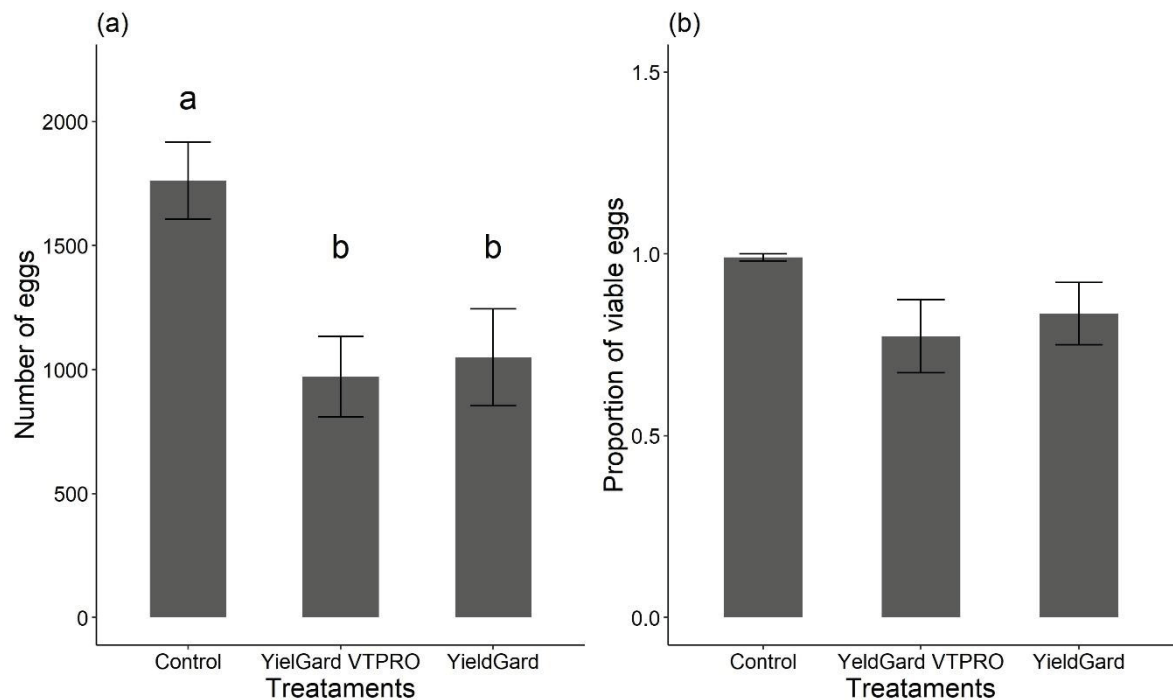 (a)
Number of eggs
2000
1500
1000
500
0
a
b
b
Control
YielGard VTPRO
YieldGard
Treataments
(b)
Proportion of viable eggs
1.5
1.0
0.5
0.0
Control
YeldGard VTPRO
YieldGard
Treataments